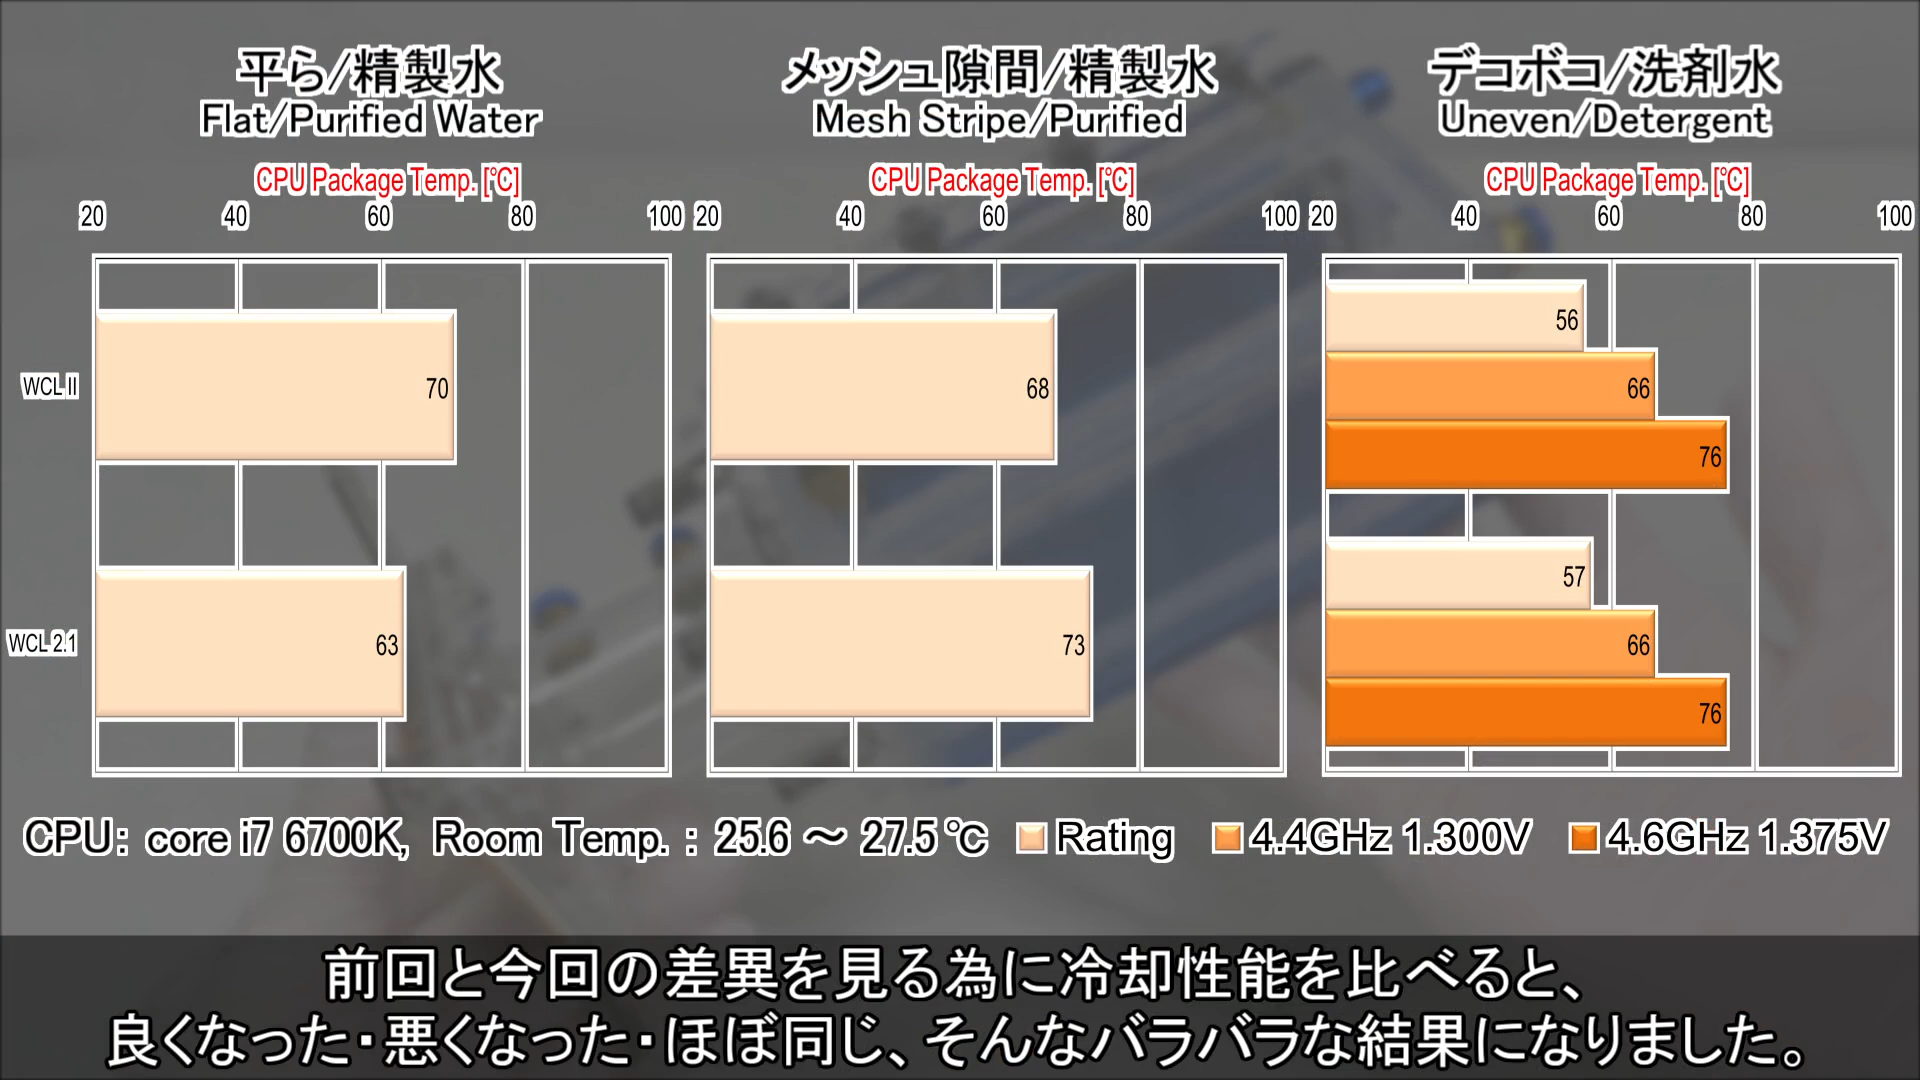 平ら/精製水
Flat/Purified Water
CPU Package Temp. [℃]
20 40 60 80 100
WCL II
70
WCL 2.1
63
メッシュ隙間/精製水
Mesh Stripe/Purified
CPU Package Temp. [℃]
20 40 60 80 100
68
73
デコボコ/洗剤水
Uneven/Detergent
CPU Package Temp. [℃]
20 40 60 80 100
56
66
76
57
66
76
CPU： core i7 6700K, Room Temp.：25.6 ～ 27.5℃ Rating 4.4GHz 1.300V 4.6GHz 1.375V
前回と今回の差異を見る為に冷却性能を比べると、
良くなった・悪くなった・ほぼ同じ、そんなバラバラな結果になりました。